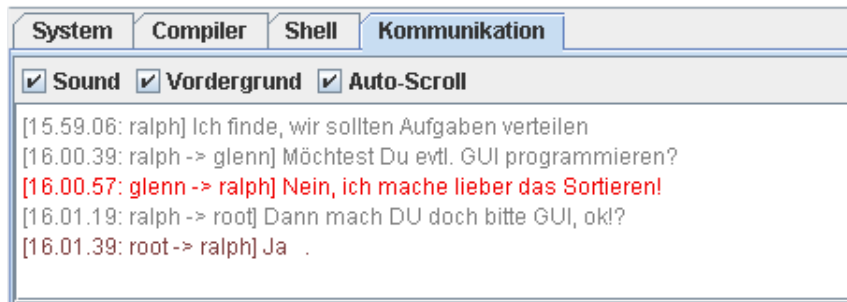 System Compiler Shell Kommunikation
Sound Vordergrund Auto-Scroll
[15.59.06: ralph] Ich finde, wir sollten Aufgaben verteilen
[16.00.39: ralph -> glenn] Möchtest Du evtl. GUI programmieren?
[16.00.57: glenn -> ralph] Nein, ich mache lieber das Sortieren!
[16.01.19: ralph -> root] Dann mach DU doch bitte GUI, ok!?
[16.01.39: root -> ralph] Ja .